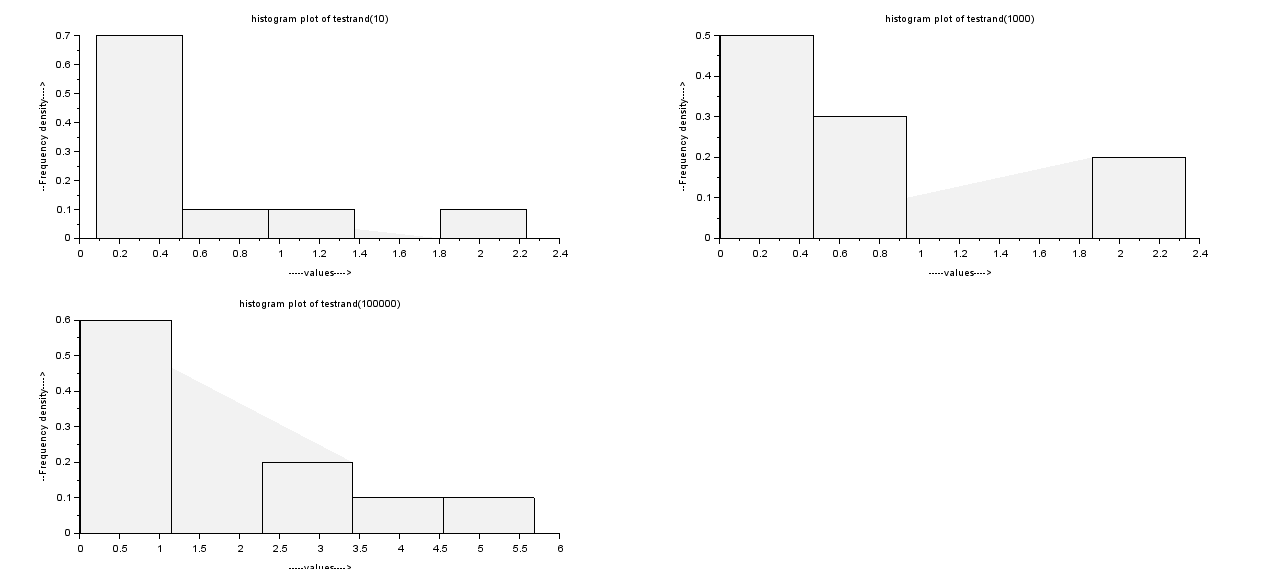 histogram plot of testrand(10)
0.7
0.6
0.5
0.4
0.3
0.2
0.1
0
--Frequency density---->
0 0.2 0.4 0.6 0.8 1 1.2 1.4 1.6 1.8 2 2.2 2.4
-----values---->
histogram plot of testrand(1000)
0.5
0.4
0.3
0.2
0.1
0
--Frequency density---->
0 0.2 0.4 0.6 0.8 1 1.2 1.4 1.6 1.8 2 2.2 2.4
-----values---->
histogram plot of testrand(100000)
0.6
0.5
0.4
0.3
0.2
0.1
0
--Frequency density---->
0 0.5 1 1.5 2 2.5 3 3.5 4 4.5 5 5.5 6
-----values---->